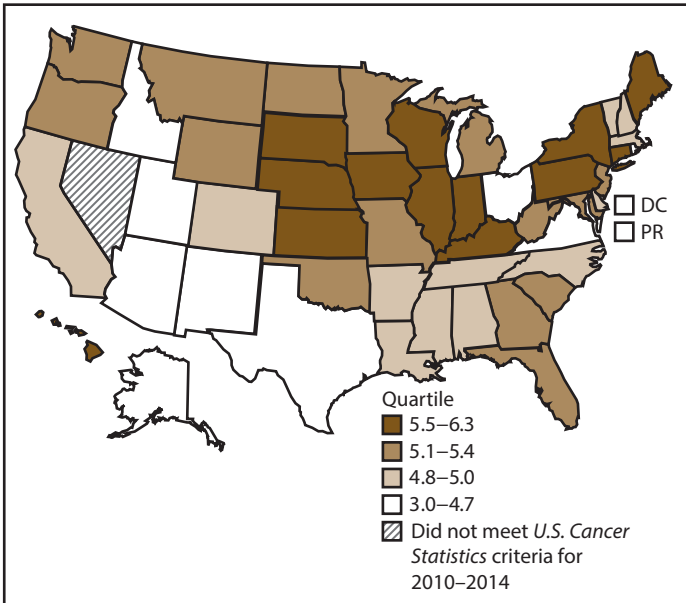 DC
PR
Quartile
5.5–6.3
5.1–5.4
4.8–5.0
3.0–4.7
Did not meet U.S. Cancer
Statistics criteria for
2010–2014